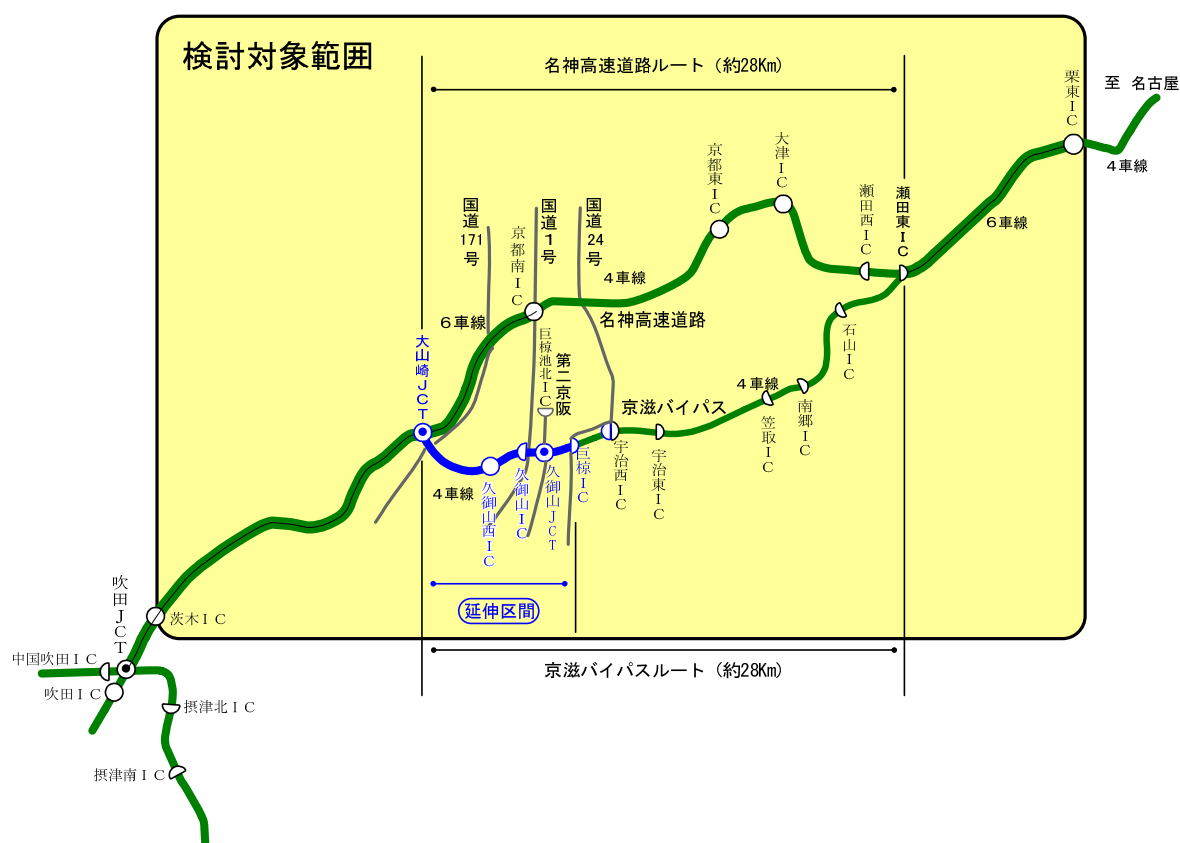 検討対象範囲
名神高速道路ルート（約28Km）
栗東ＩＣ
至 名古屋
４車線
６車線
大津ＩＣ
京都東ＩＣ
瀬田西ＩＣ
瀬田東ＩＣ
国道171号
国道１号
国道24号
京都南ＩＣ
４車線
名神高速道路
６車線
大山崎ＪＣＴ
巨椋池北ＩＣ
第二京阪
石山ＩＣ
京滋バイパス
４車線
笠取ＩＣ
南郷ＩＣ
宇治西ＩＣ
宇治東ＩＣ
巨椋ＩＣ
４車線
久御山西ＩＣ
久御山ＩＣ
久御山ＪＣＴ
延伸区間
吹田ＪＣＴ
茨木ＩＣ
中国吹田ＩＣ
吹田ＩＣ
京滋バイパスルート（約28Km）
摂津北ＩＣ
摂津南ＩＣ